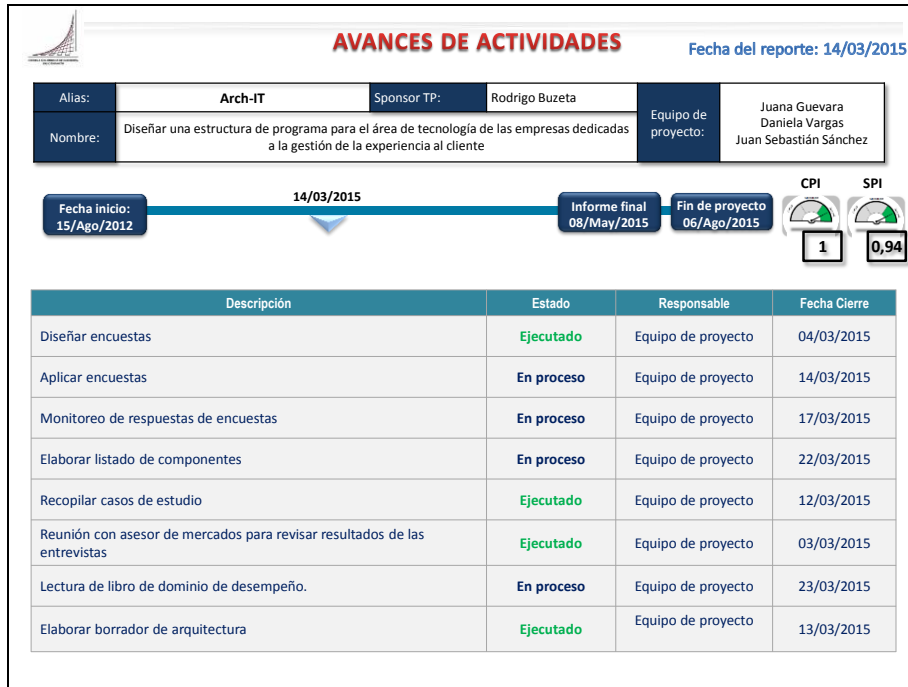 AVANCES DE ACTIVIDADES
Fecha del reporte: 14/03/2015
Alias:
Arch-IT
Sponsor TP:
Rodrigo Buzeta
Equipo de
proyecto:
Juana Guevara
Daniela Vargas
Juan Sebastián Sánchez
Nombre:
Diseñar una estructura de programa para el área de tecnología de las empresas dedicadas
a la gestión de la experiencia al cliente
Fecha inicio:
15/Ago/2012
14/03/2015
Informe final
08/May/2015
Fin de proyecto
06/Ago/2015
CPI
1
SPI
0,94
Descripción Estado Responsable Fecha Cierre
Diseñar encuestas Ejecutado Equipo de proyecto 04/03/2015
Aplicar encuestas En proceso Equipo de proyecto 14/03/2015
Monitoreo de respuestas de encuestas En proceso Equipo de proyecto 17/03/2015
Elaborar listado de componentes En proceso Equipo de proyecto 22/03/2015
Recopilar casos de estudio Ejecutado Equipo de proyecto 12/03/2015
Reunión con asesor de mercados para revisar resultados de las
entrevistas Ejecutado Equipo de proyecto 03/03/2015
Lectura de libro de dominio de desempeño. En proceso Equipo de proyecto 23/03/2015
Elaborar borrador de arquitectura Ejecutado Equipo de proyecto 13/03/2015